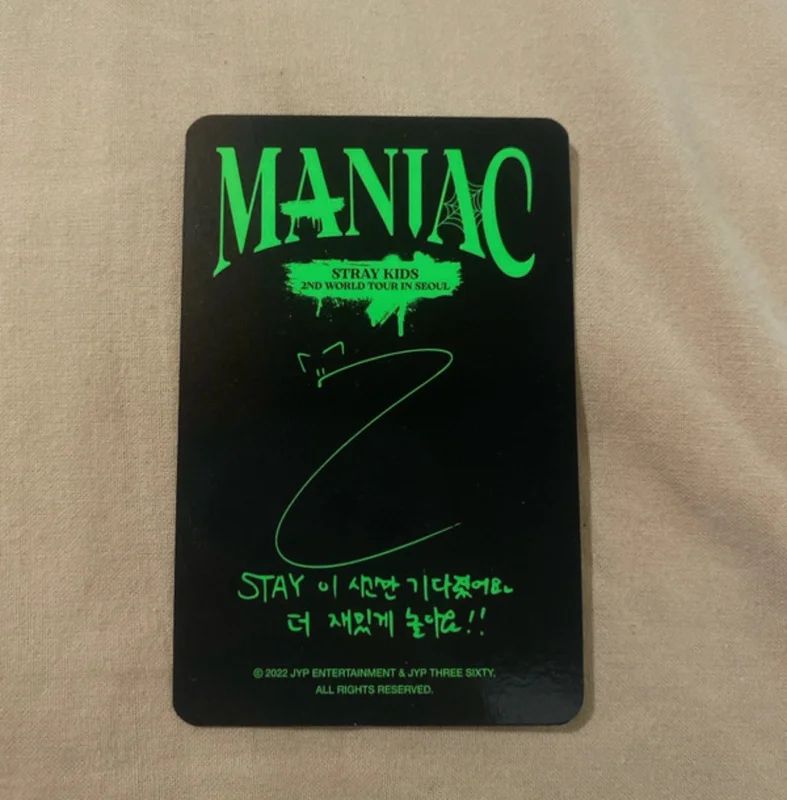 MANIAC
STRAY KIDS
2ND WORLD TOUR IN SEOUL
STAY 이 시간만 기다렸어요
더 재밌게 놀아요!!
© 2022 JYP ENTERTAINMENT & JYP THREE SIXTY.
ALL RIGHTS RESERVED.